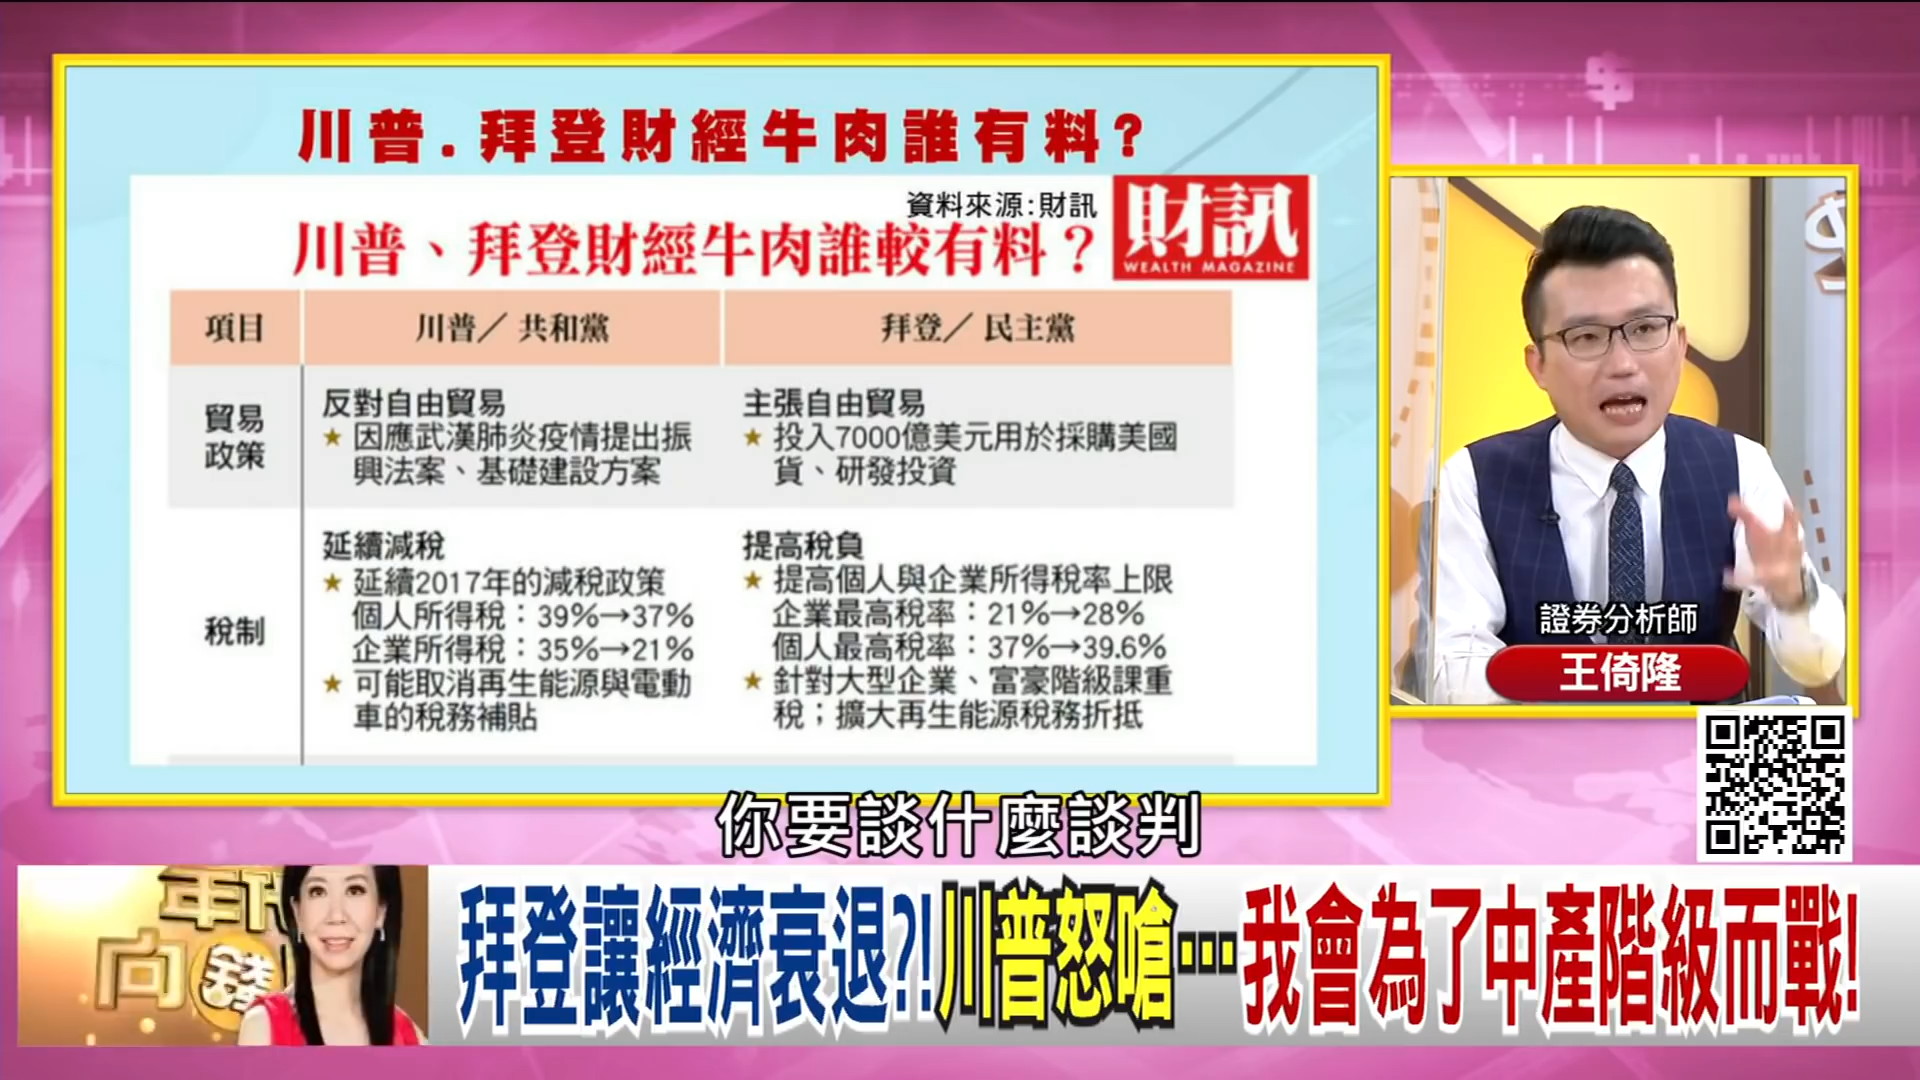 川普.拜登財經牛肉誰有料?
資料來源:財訊
財訊
WEALTH MAGAZINE
川普、拜登財經牛肉誰較有料？
項目
川普／共和黨
拜登／民主黨
貿易
政策
反對自由貿易
★ 因應武漢肺炎疫情提出振
興法案、基礎建設方案
主張自由貿易
★ 投入7000億美元用於採購美國
貨、研發投資
稅制
延續減稅
★ 延續2017年的減稅政策
個人所得稅：39%→37%
企業所得稅：35%→21%
★ 可能取消再生能源與電動
車的稅務補貼
提高稅負
★ 提高個人與企業所得稅率上限
企業最高稅率：21%→28%
個人最高稅率：37%→39.6%
★ 針對大型企業、富豪階級課重
稅；擴大再生能源稅務折抵
證券分析師
王倚隆
你要談什麼談判
年代
向錢
拜登讓經濟衰退?!川普怒嗆…我會為了中產階級而戰!